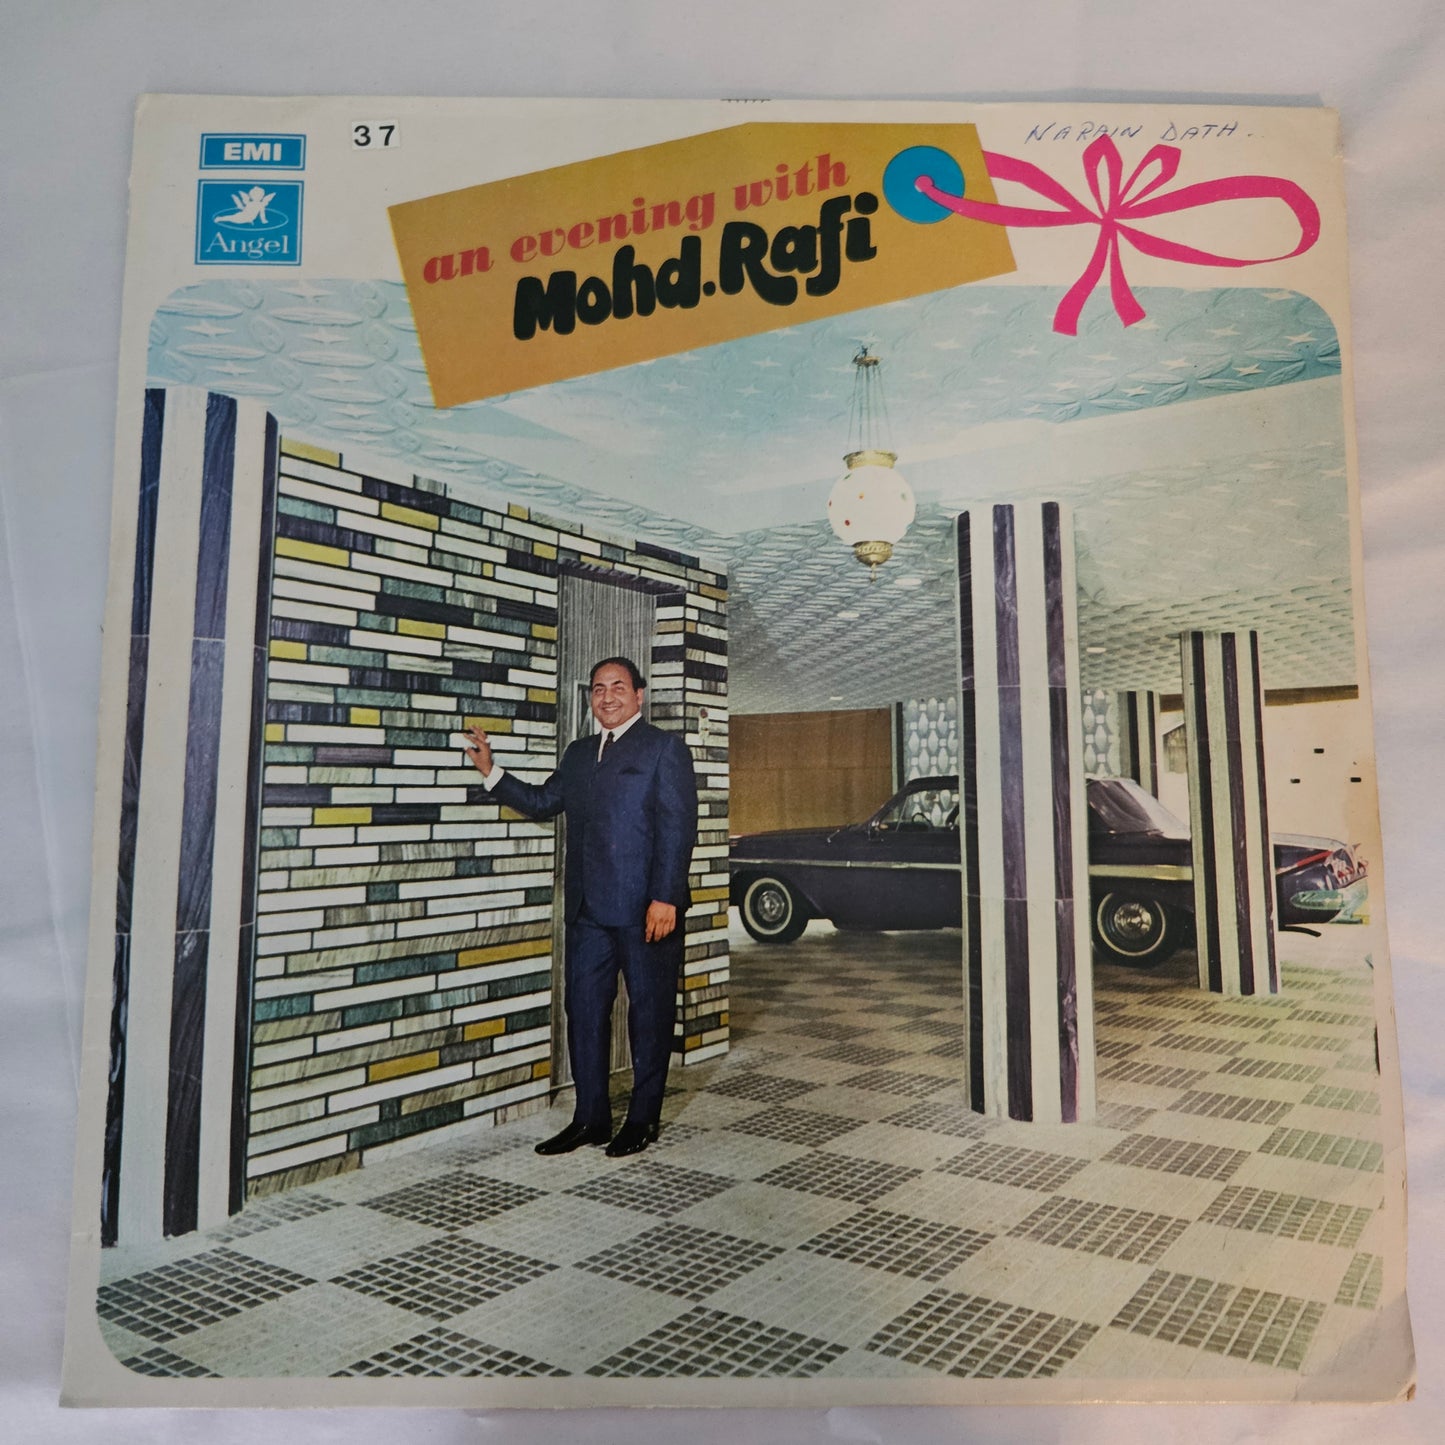 EMI
Angel
37
an evening with
Mohd. Rafi
NARAIN DATH..